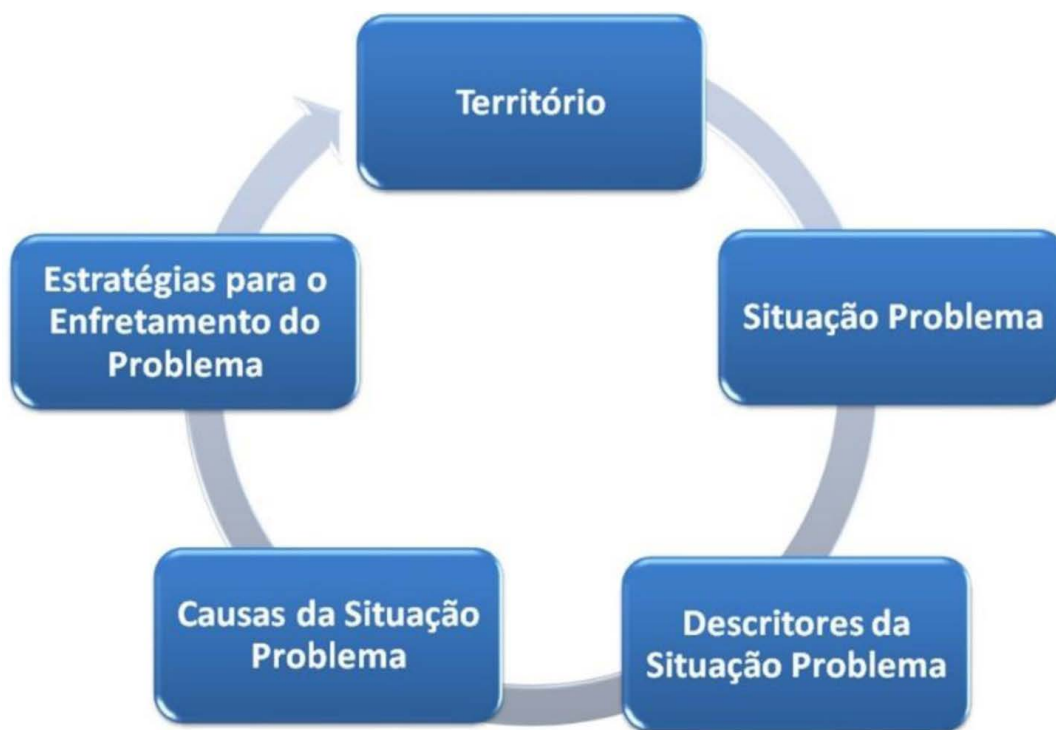 Território
Situação Problema
Descritores da
Situação Problema
Causas da Situação
Problema
Estratégias para o
Enfretamento do
Problema